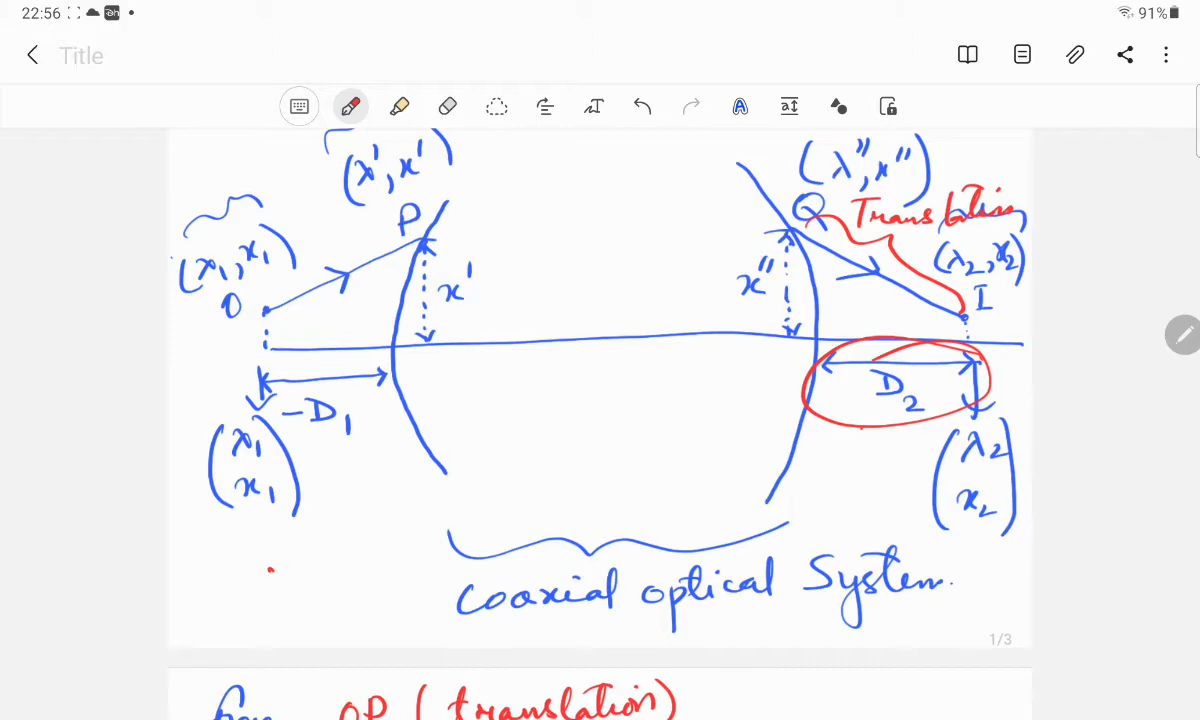 22:56
91%
Title
(λ', x')
(λ'', x'')
P
Q
Translation
(λ1, x1)
(λ2, x2)
O
x'
x''
I
-D1
D2
(λ1
x1)
(λ2
x2)
Coaxial optical System.
1/3
OP (translation)